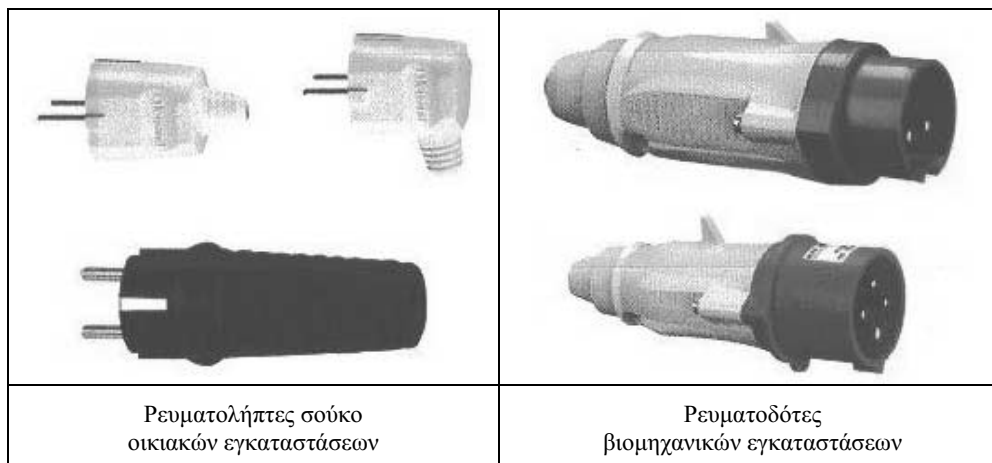 Ρευματολήπτες σούκο
οικιακών εγκαταστάσεων
Ρευματοδότες
βιομηχανικών εγκαταστάσεων